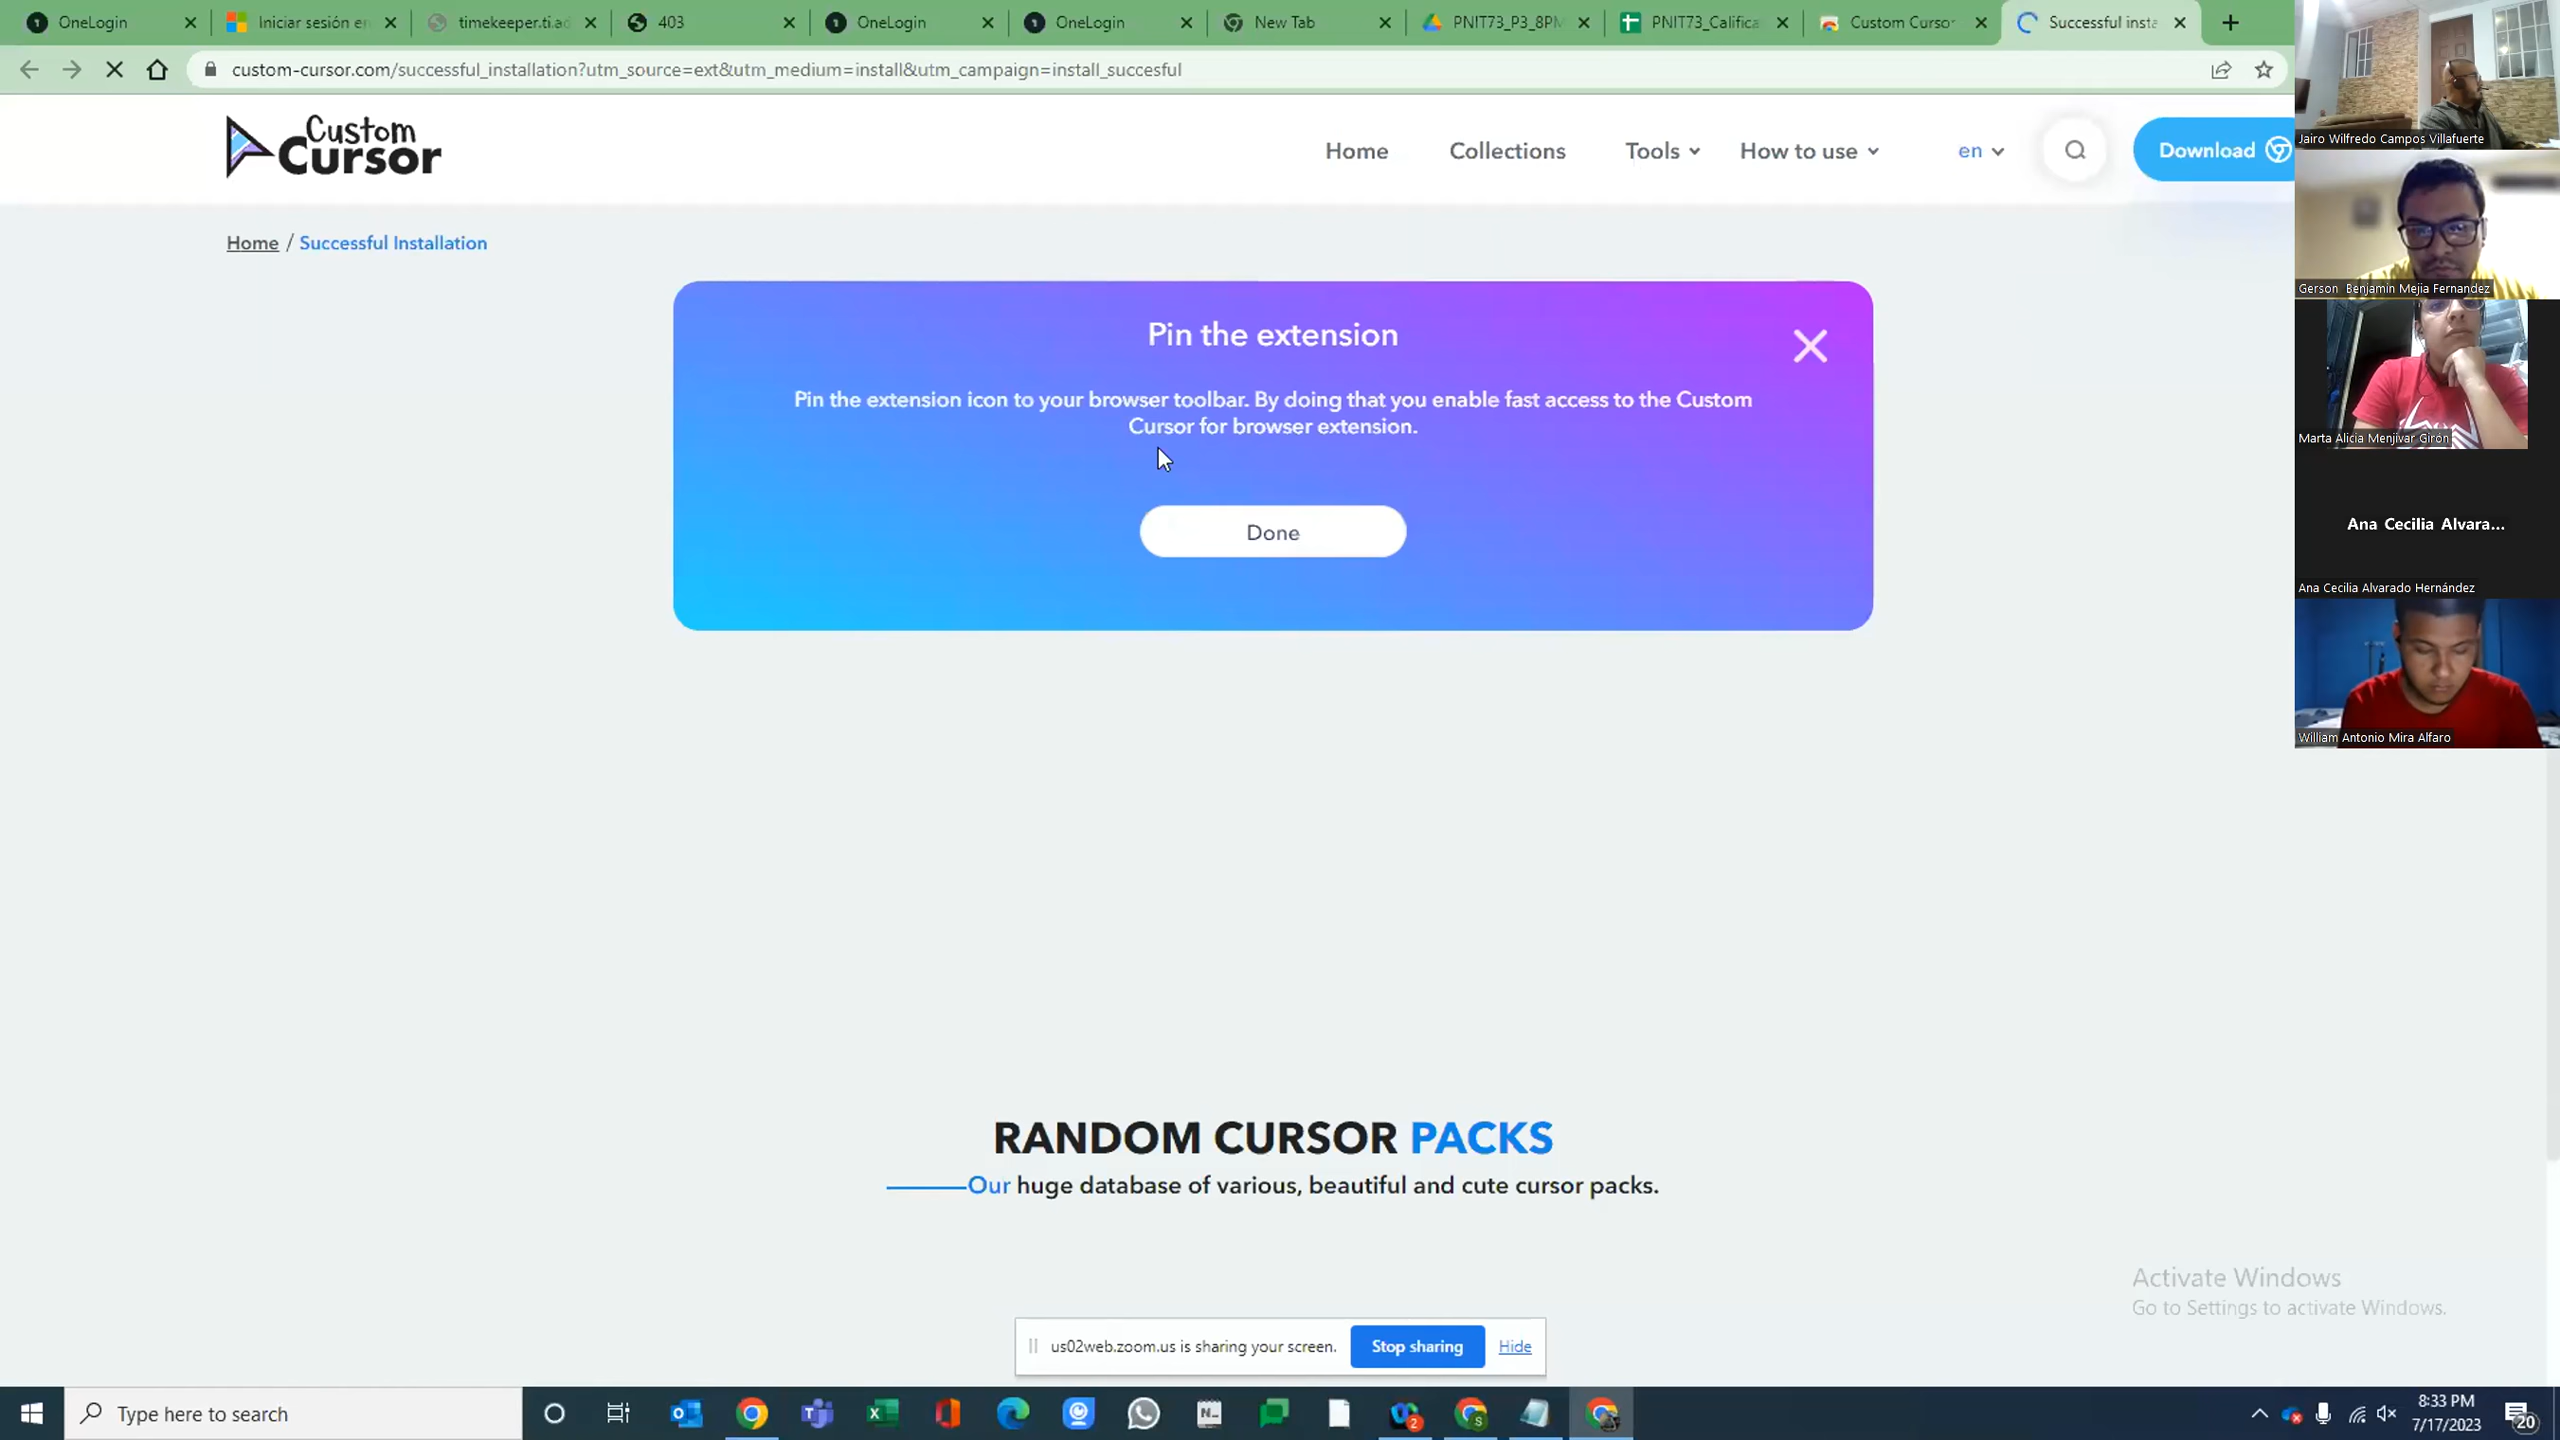 OneLogin
Iniciar sesión en
timekeeper.ti.ad
403
OneLogin
OneLogin
New Tab
PNIT73_P3_8PM
PNIT73_Califica
Custom Cursor
Successful insta
custom-cursor.com/successful_installation?utm_source=ext&utm_medium=install&utm_campaign=install_succesful
Custom
Cursor
Home
Collections
Tools
How to use
en
Download
Home / Successful Installation
Pin the extension
Pin the extension icon to your browser toolbar. By doing that you enable fast access to the Custom
Cursor for browser extension.
Done
RANDOM CURSOR PACKS
Our huge database of various, beautiful and cute cursor packs.
Jairo Wilfredo Campos Villafuerte
Gerson Benjamin Mejia Fernandez
Marta Alicia Menjívar Girón
Ana Cecilia Alvara...
Ana Cecilia Alvarado Hernández
William Antonio Mira Alfaro
Activate Windows
Go to Settings to activate Windows.
us02web.zoom.us is sharing your screen.
Stop sharing
Hide
Type here to search
8:33 PM
7/17/2023
20